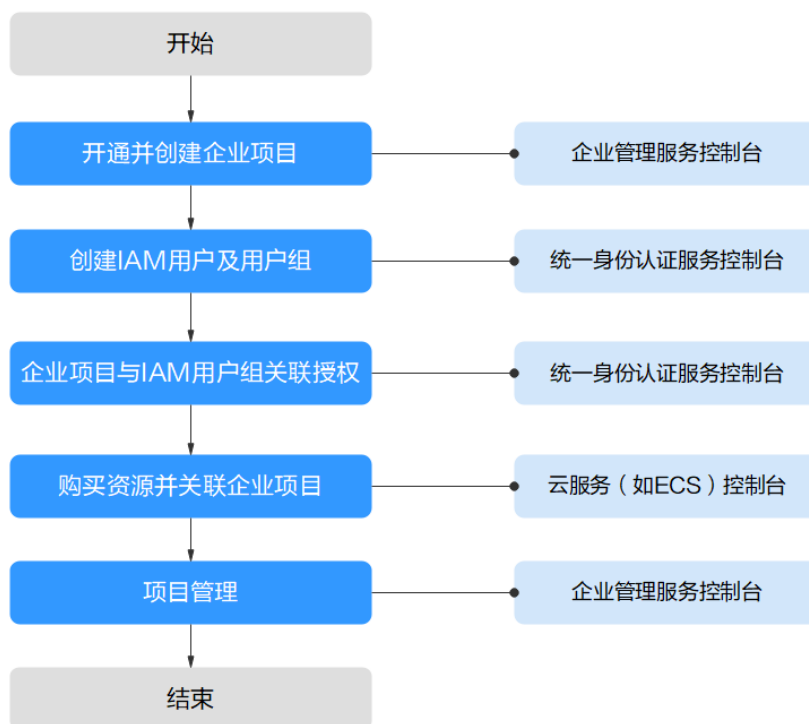 开始
开通并创建企业项目
企业管理服务控制台
创建IAM用户及用户组
统一身份认证服务控制台
企业项目与IAM用户组关联授权
统一身份认证服务控制台
购买资源并关联企业项目
云服务（如ECS）控制台
项目管理
企业管理服务控制台
结束